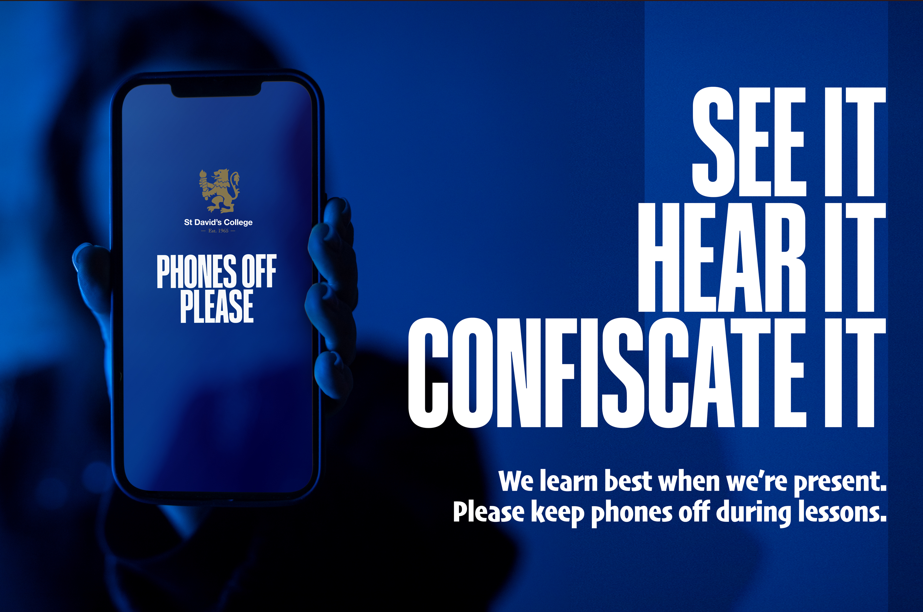 St David's College
Est. 1965
PHONES OFF
PLEASE
SEE IT
HEAR IT
CONFISCATE IT
We learn best when we're present.
Please keep phones off during lessons.